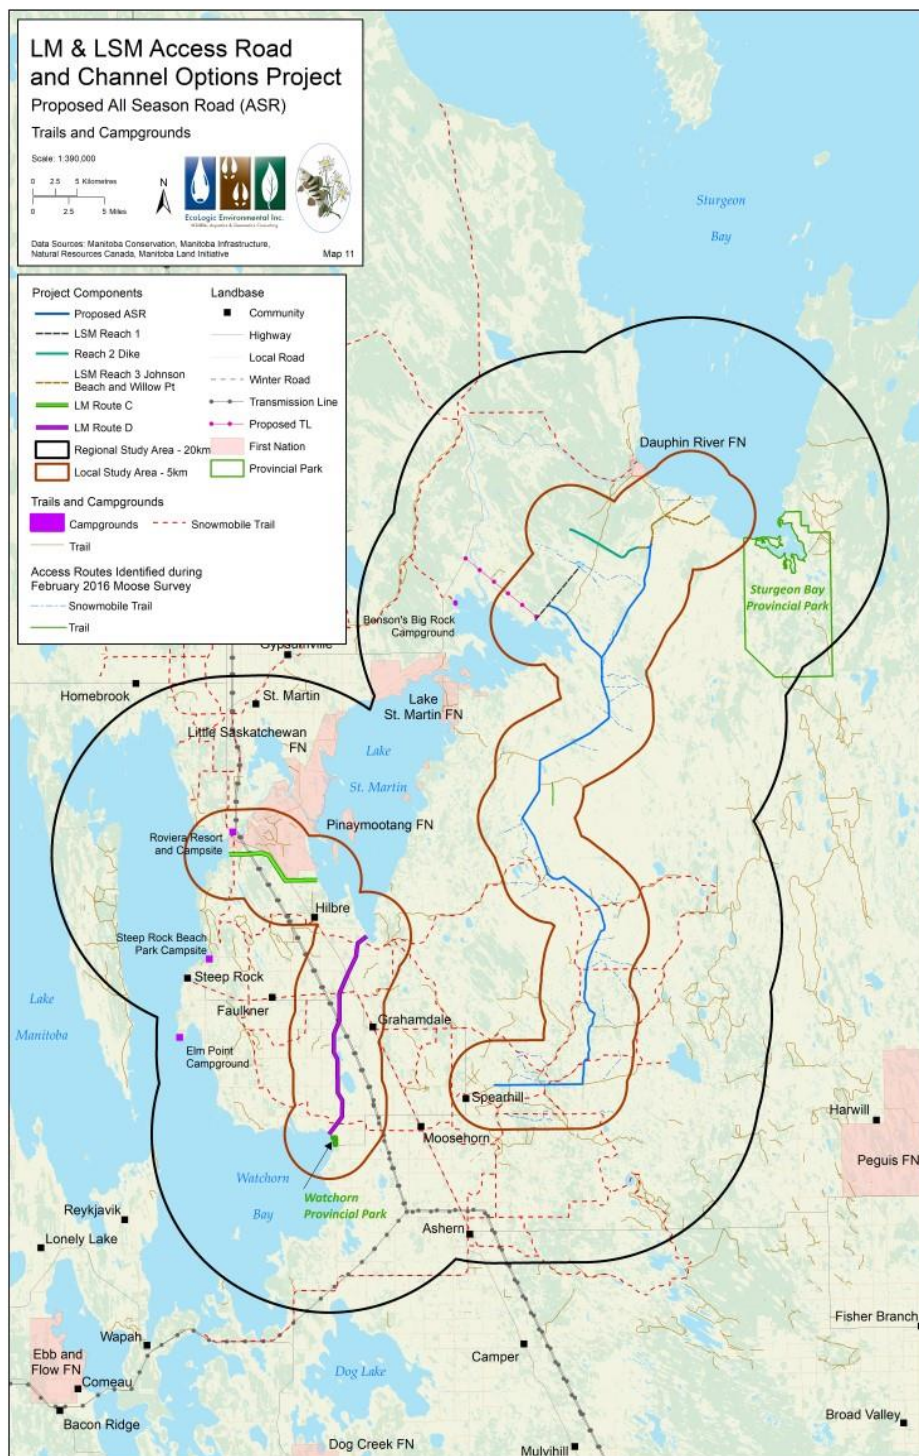 LM & LSM Access Road
and Channel Options Project
Proposed All Season Road (ASR)
Trails and Campgrounds
Scale: 1:390,000
0 2.5 5 Kilometres
0 2.5 5 Miles
N
EcoLogic Environmental Inc.
Data Sources: Manitoba Conservation, Manitoba Infrastructure,
Natural Resources Canada, Manitoba Land Initiative
Map 11
Project Components
Proposed ASR
LSM Reach 1
Reach 2 Dike
LSM Reach 3 Johnson
Beach and Willow Pt
LM Route C
LM Route D
Regional Study Area - 20km
Local Study Area - 5km
Landbase
Community
Highway
Local Road
Winter Road
Transmission Line
Proposed TL
First Nation
Provincial Park
Trails and Campgrounds
Campgrounds
Snowmobile Trail
Trail
Access Routes Identified during
February 2016 Moose Survey
Snowmobile Trail
Trail
Sturgeon
Bay
Dauphin River FN
Sturgeon Bay
Provincial Park
Benson's Big Rock
Campground
Gypsumville
Homebrook
St. Martin
Lake
St. Martin FN
Little Saskatchewan
FN
Lake
St. Martin
Pinaymootang FN
Roviera Resort
and Campsite
Hilbre
Steep Rock Beach
Park Campsite
Steep Rock
Faulkner
Lake
Manitoba
Grahamdale
Elm Point
Campground
Spearhill
Harwill
Moosehorn
Peguis FN
Watchorn
Bay
Watchorn
Provincial Park
Reykjavik
Ashern
Lonely Lake
Fisher Branch
Wapah
Ebb and
Flow FN
Camper
Dog Lake
Comeau
Bacon Ridge
Broad Valley
Dog Creek FN
Mulvihill